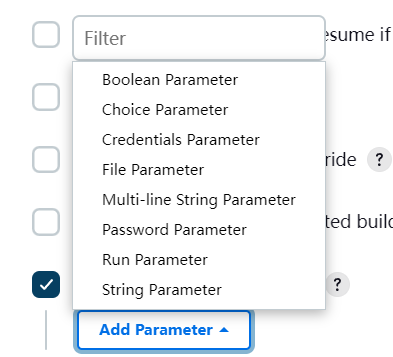 Filter
esume if
Boolean Parameter
Choice Parameter
Credentials Parameter
File Parameter
ride ?
Multi-line String Parameter
ted build
Password Parameter
Run Parameter
?
String Parameter
Add Parameter